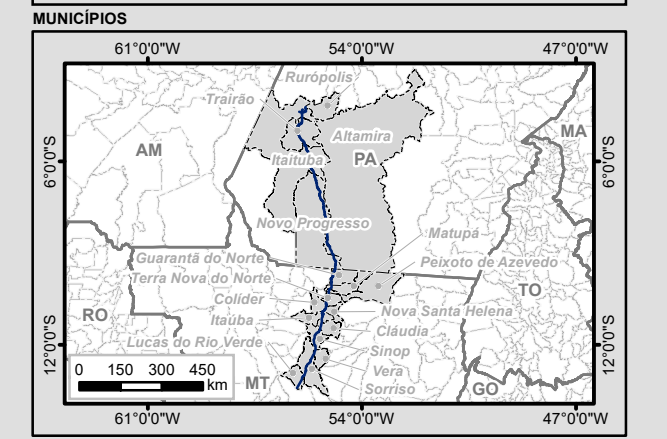 MUNICÍPIOS
61°0'0"W 54°0'0"W 47°0'0"W
Rurópolis
Trairão
Altamira
MA
AM
PA
Itaituba
6°0'0"S 6°0'0"S
Novo Progresso
Matupá
Guarantã do Norte
Peixoto de Azevedo
Terra Nova do Norte
TO
Colíder
Nova Santa Helena
RO
Itaúba
Cláudia
Lucas do Rio Verde
Sinop
12°0'0"S 12°0'0"S
Vera
0 150 300 450
km
MT
Sorriso
GO
61°0'0"W 54°0'0"W 47°0'0"W